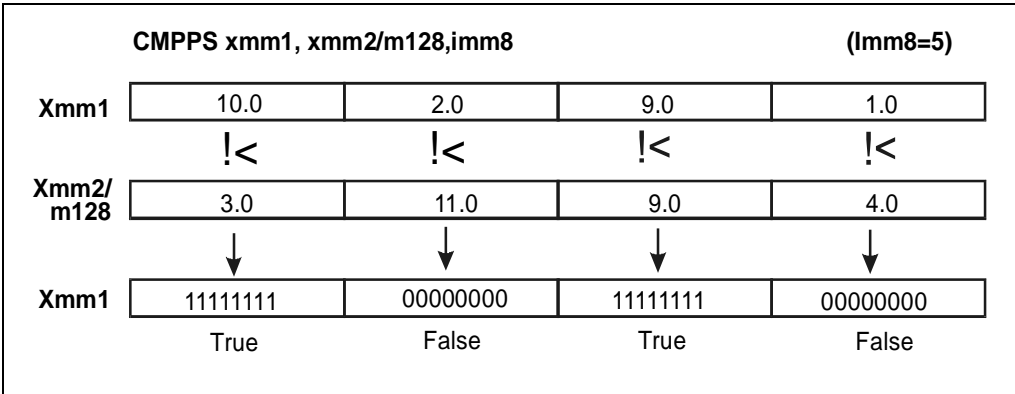 CMPPS xmm1, xmm2/m128,imm8 (Imm8=5)
Xmm1 10.0 2.0 9.0 1.0
!< !< !< !<
Xmm2/
m128 3.0 11.0 9.0 4.0
Xmm1 11111111 00000000 11111111 00000000
True False True False